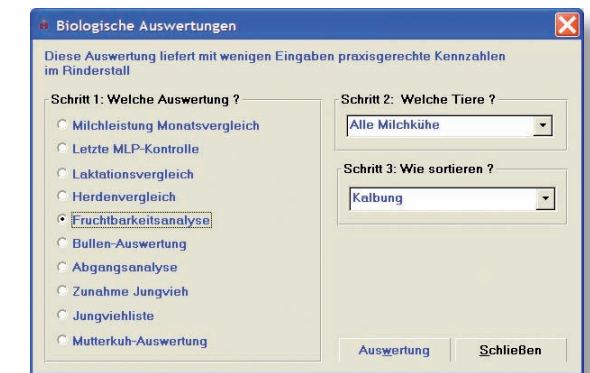 Biologische Auswertungen
Diese Auswertung liefert mit wenigen Eingaben praxisgerechte Kennzahlen
im Rinderstall
Schritt 1: Welche Auswertung ?
Milchleistung Monatsvergleich
Letzte MLP-Kontrolle
Laktationsvergleich
Herdenvergleich
Fruchtbarkeitsanalyse
Bullen-Auswertung
Abgangsanalyse
Zunahme Jungvieh
Jungviehliste
Mutterkuh-Auswertung
Schritt 2: Welche Tiere ?
Alle Milchkühe
Schritt 3: Wie sortieren ?
Kalbung
Auswertung
Schließen